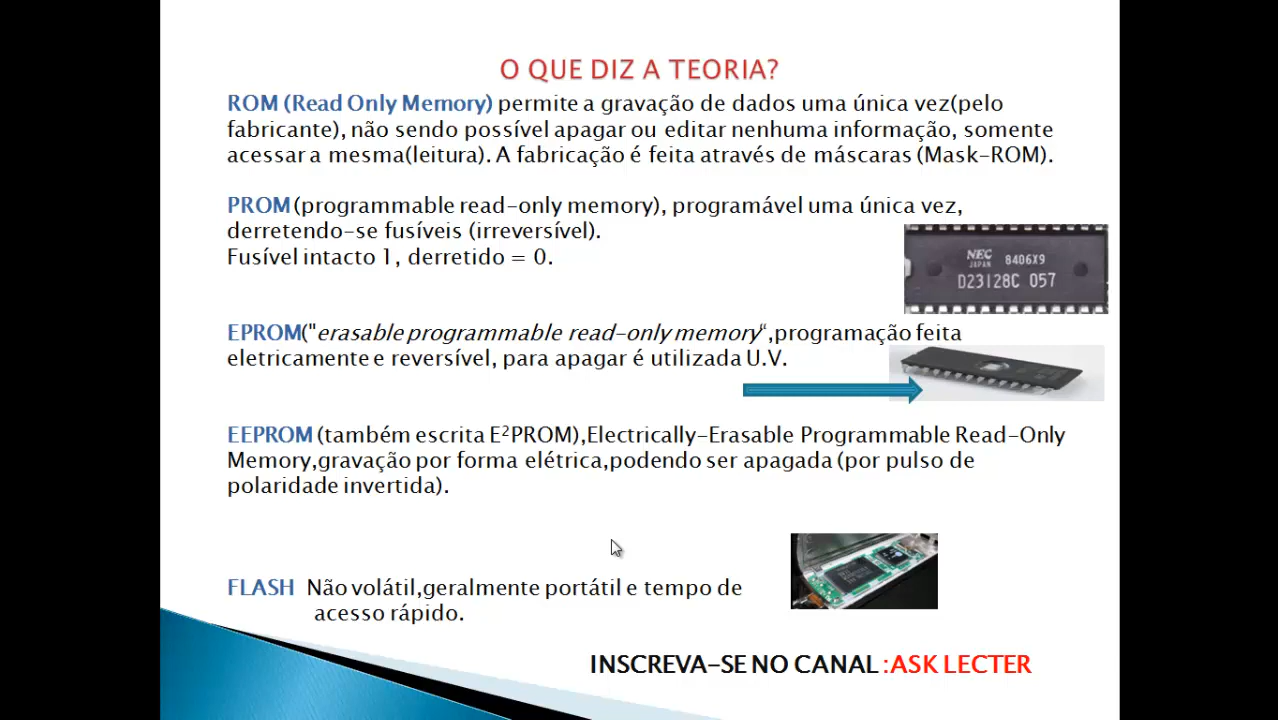 O QUE DIZ A TEORIA?
ROM (Read Only Memory) permite a gravação de dados uma única vez(pelo
fabricante), não sendo possível apagar ou editar nenhuma informação, somente
acessar a mesma(leitura). A fabricação é feita através de máscaras (Mask-ROM).
PROM (programmable read-only memory), programável uma única vez,
derretendo-se fusíveis (irreversível).
Fusível intacto 1, derretido = 0.
NEC
JAPAN 8406X9
D23128C 057
EPROM("erasable programmable read-only memory“,programação feita
eletricamente e reversível, para apagar é utilizada U.V.
EEPROM (também escrita E²PROM),Electrically-Erasable Programmable Read-Only
Memory,gravação por forma elétrica,podendo ser apagada (por pulso de
polaridade invertida).
FLASH Não volátil,geralmente portátil e tempo de
acesso rápido.
INSCREVA-SE NO CANAL :ASK LECTER